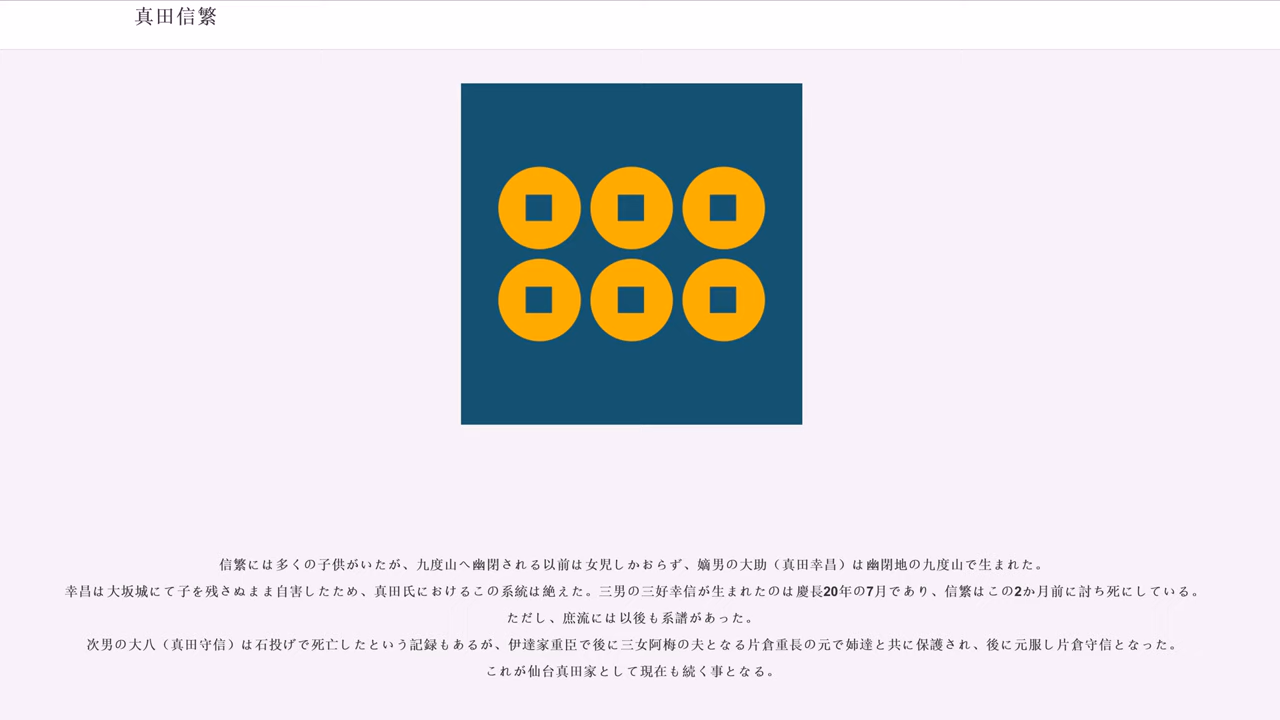 真田信繁
信繁には多くの子供がいたが、九度山へ幽閉される以前は女児しかおらず、嫡男の大助（真田幸昌）は幽閉地の九度山で生まれた。
幸昌は大坂城にて子を残さぬまま自害したため、真田氏におけるこの系統は絶えた。三男の三好幸信が生まれたのは慶長20年の7月であり、信繁はこの2か月前に討ち死にしている。
ただし、庶流には以後も系譜があった。
次男の大八（真田守信）は石投げで死亡したという記録もあるが、伊達家重臣で後に三女阿梅の夫となる片倉重長の元で姉達と共に保護され、後に元服し片倉守信となった。
これが仙台真田家として現在も続く事となる。